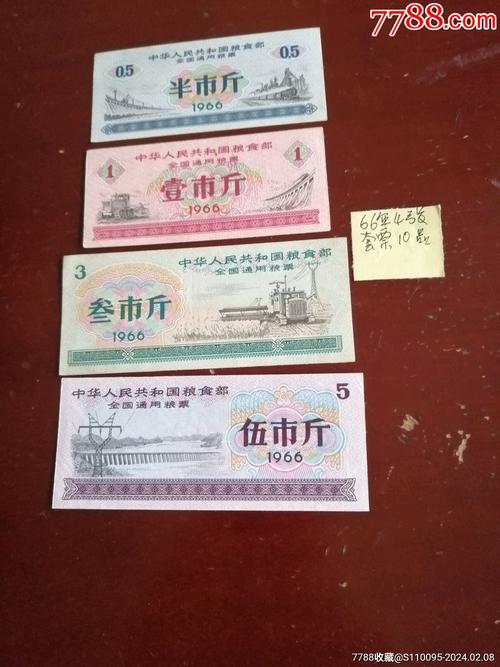 7788.com
中华人民共和国粮食部
全国通用粮票
0.5
0.5
半市斤
1966
中华人民共和国粮食部
全国通用粮票
1
1
壹市斤
1966
3
中华人民共和国粮食部
全国通用粮票
叁市斤
1966
中华人民共和国粮食部
全国通用粮票
5
伍市斤
1966
66年4张
套票10品
7788收藏@S110095-2024.02.08